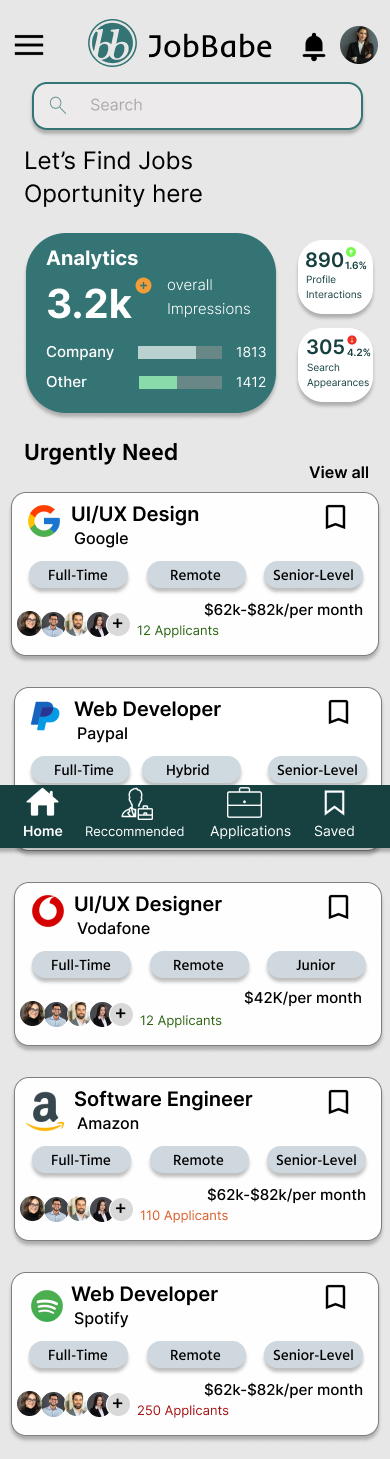 bb JobBabe
Search
Let's Find Jobs
Oportunity here
Analytics
3.2k
overall
Impressions
Company 1813
Other 1412
890 1.6%
Profile
Interactions
305 4.2%
Search
Appearances
Urgently Need
View all
UI/UX Design
Google
Full-Time Remote Senior-Level
$62k-$82k/per month
+ 12 Applicants
Web Developer
Paypal
Full-Time Hybrid Senior-Level
Home Reccommended Applications Saved
UI/UX Designer
Vodafone
Full-Time Remote Junior
$42K/per month
+ 12 Applicants
a Software Engineer
Amazon
Full-Time Remote Senior-Level
$62k-$82k/per month
+ 110 Applicants
Web Developer
Spotify
Full-Time Remote Senior-Level
$62k-$82k/per month
+ 250 Applicants